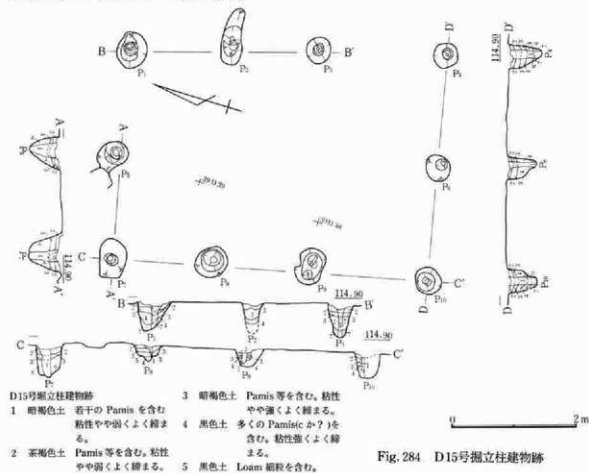 B
B′
P₁
P₂
P₃
D′
P₄
A
P₅
P₆
C
P₇
A′
P₈
P₉
P₁₀
C′
D
A
114.90
A′
D′
114.90
P₄
P₆
P₁₀
D
B
114.90
B′
P₁
P₂
P₃
C
114.90
C′
P₇
P₈
P₉
P₁₀
D15号掘立柱建物跡
1 暗褐色土 若干の Pamis を含む
粘性やや弱くよく締ま
る。
2 茶褐色土 Pamis 等を含む。粘性
やや弱くよく締まる。
3 暗褐色土 Pamis 等を含む。粘性
やや強くよく締まる。
4 黒色土 多くの Pamis(c か?)を
含む。粘性強くよく締
まる。
5 黒色土 Loam 細粒を含む。
0 2m
Fig. 284 D15号掘立柱建物跡